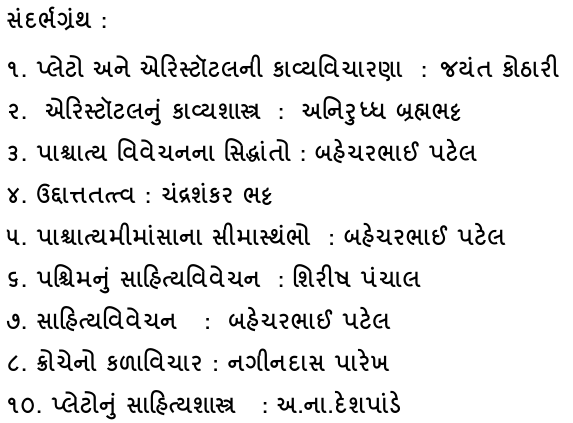 સંદર્ભગ્રંથ :
૧. પ્લેટો અને એરિસ્ટૉટલની કાવ્યવિચારણા : જયંત કોઠારી
૨. એરિસ્ટૉટલનું કાવ્યશાસ્ત્ર : અનિરુધ્ધ બ્રહ્મભટ્ટ
૩. પાશ્ચાત્ય વિવેચનના સિદ્ધાંતો : બહેચરભાઈ પટેલ
૪. ઉદ્દાત્તતત્ત્વ : ચંદ્રશંકર ભટ્ટ
૫. પાશ્ચાત્યમીમાંસાના સીમાસ્થંભો : બહેચરભાઈ પટેલ
૬. પશ્ચિમનું સાહિત્યવિવેચન : શિરીષ પંચાલ
૭. સાહિત્યવિવેચન : બહેચરભાઈ પટેલ
૮. ક્રોચેનો કળાવિચાર : નગીનદાસ પારેખ
૧૦. પ્લેટોનું સાહિત્યશાસ્ત્ર : અ.ના.દેશપાંડે